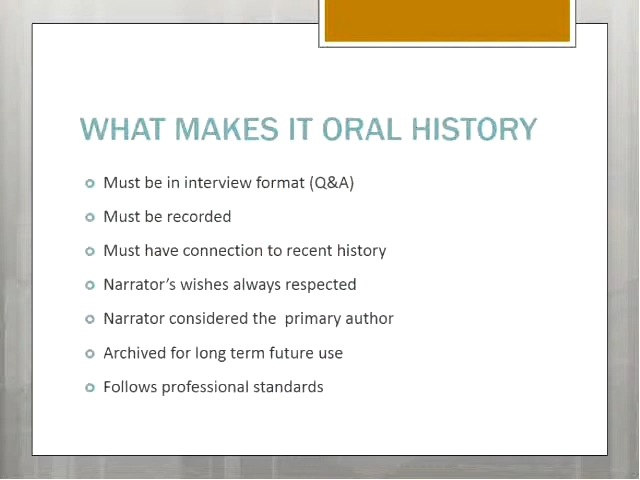 WHAT MAKES IT ORAL HISTORY
Must be in interview format (Q&A)
Must be recorded
Must have connection to recent history
Narrator's wishes always respected
Narrator considered the  primary author
Archived for long term future use
Follows professional standards